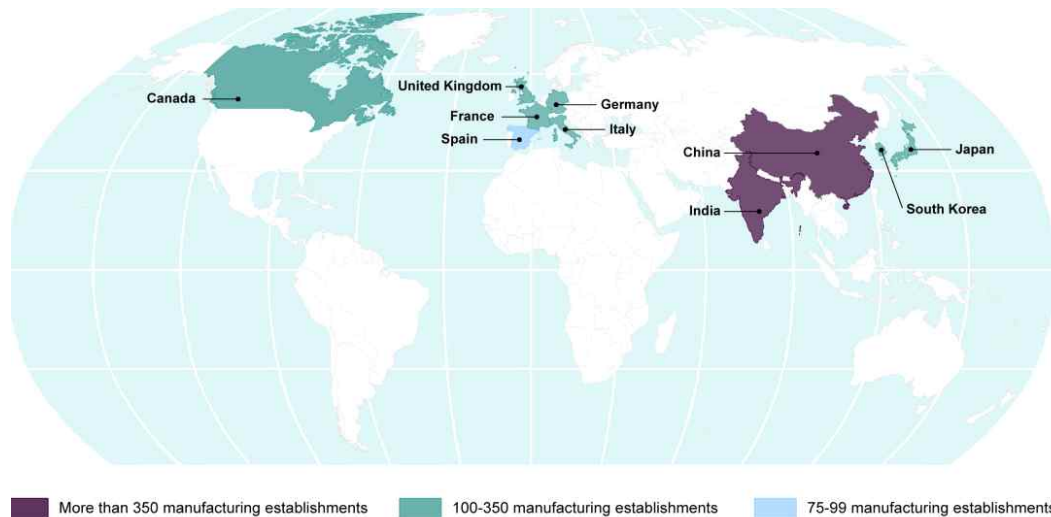 Canada
United Kingdom
Germany
France
Italy
Spain
China
Japan
India
South Korea
More than 350 manufacturing establishments
100-350 manufacturing establishments
75-99 manufacturing establishments